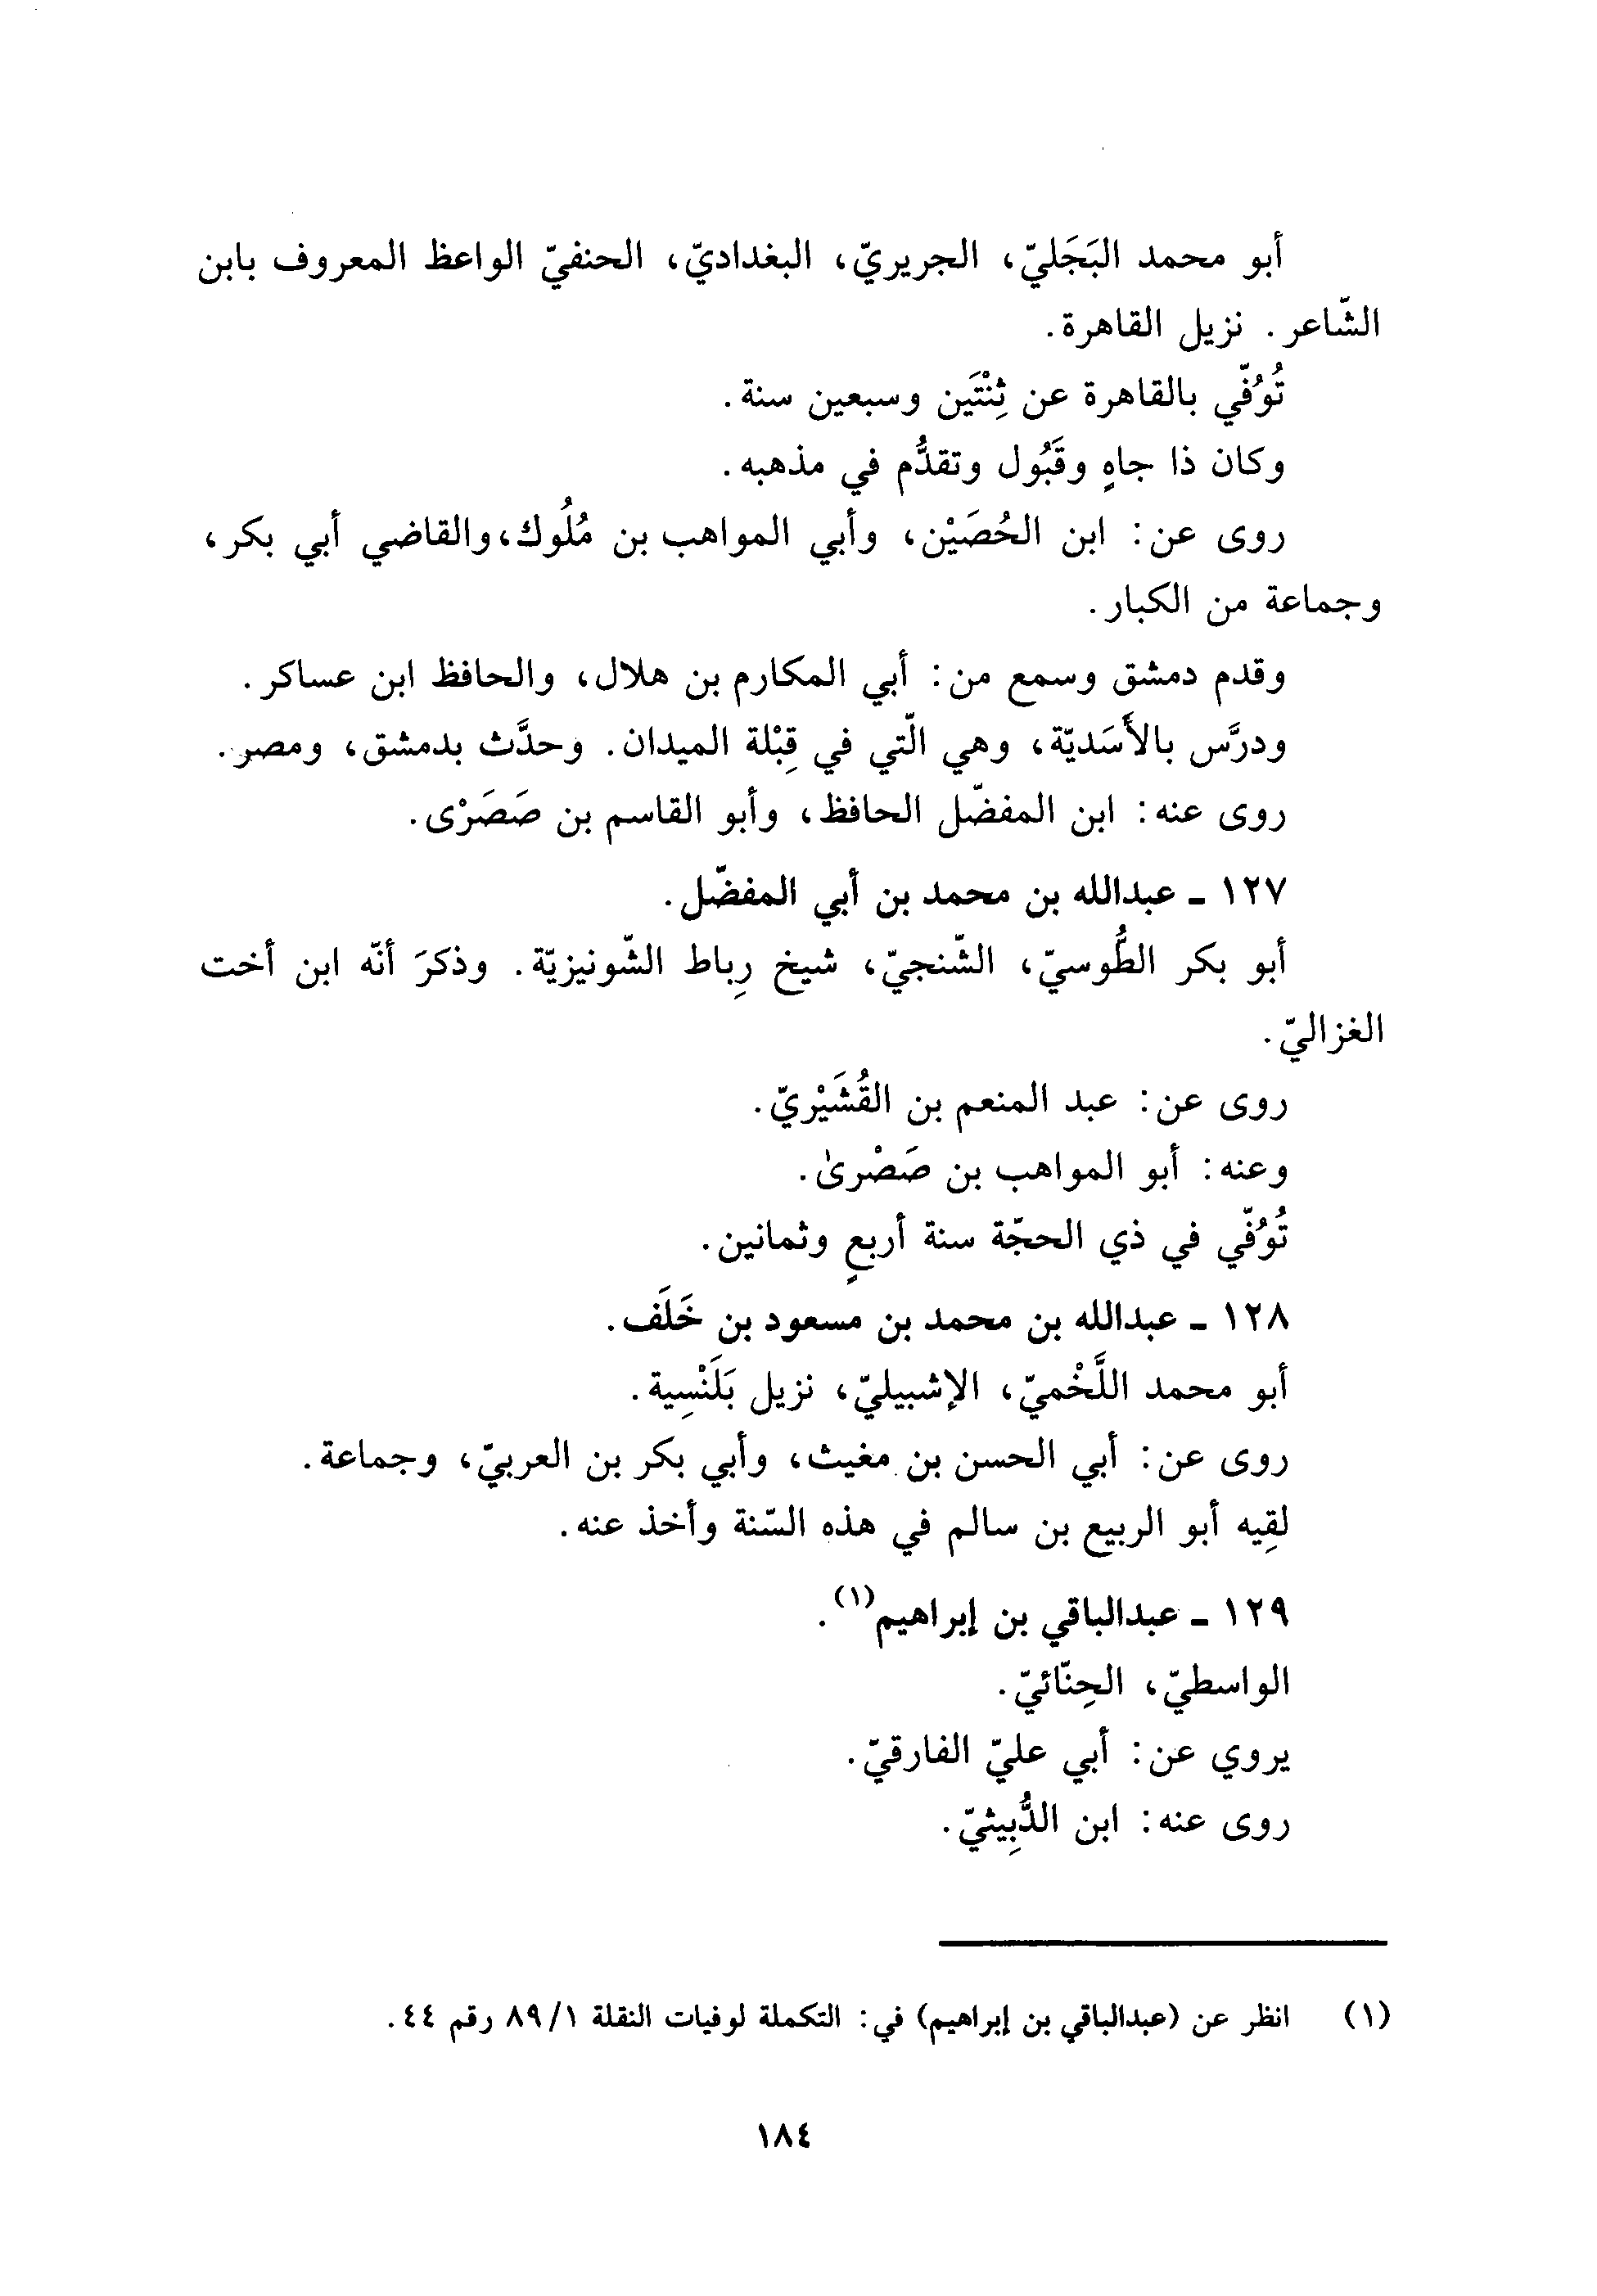 أبو محمد البَجَليّ، الجريريّ، البغداديّ، الحنفيّ الواعظ المعروف بابن
الشّاعر. نزيل القاهرة.
تُوُفّي بالقاهرة عن ثِنْتَين وسبعين سنة.
وكان ذا جاهٍ وقَبُول وتقدُّم في مذهبه.
روى عن: ابن الحُصَيْن، وأبي المواهب بن مُلُوك، والقاضي أبي بكر،
وجماعة من الكبار.
وقدم دمشق وسمع من: أبي المكارم بن هلال، والحافظ ابن عساكر.
ودرَّس بالأَسَديّة، وهي الّتي في قِبْلة الميدان. وحدَّث بدمشق، ومصر.
روى عنه: ابن المفضّل الحافظ، وأبو القاسم بن صَصَرْى.
١٢٧ ـ عبدالله بن محمد بن أبي المفضّل.
أبو بكر الطُّوسيّ، الشّنجيّ، شيخ رِباط الشّونيزيّة. وذكرَ أنّه ابن أخت
الغزاليّ.
روى عن: عبد المنعم بن القُشَيْريّ.
وعنه: أبو المواهب بن صَصْرىٰ.
تُوُفّي في ذي الحجّة سنة أربعٍ وثمانين.
١٢٨ ـ عبدالله بن محمد بن مسعود بن خَلَف.
أبو محمد اللَّخْميّ، الإشبيليّ، نزيل بَلَنْسِية.
روى عن: أبي الحسن بن مغيث، وأبي بكر بن العربيّ، وجماعة.
لقِيه أبو الربيع بن سالم في هذه السّنة وأخذ عنه.
١٢٩ ـ عبدالباقي بن إبراهيم(١).
الواسطيّ، الحِنّائيّ.
يروي عن: أبي عليّ الفارقيّ.
روى عنه: ابن الدُّبِيثيّ.
(١) انظر عن (عبدالباقي بن إبراهيم) في: التكملة لوفيات النقلة ٨٩/١ رقم ٤٤.
١٨٤